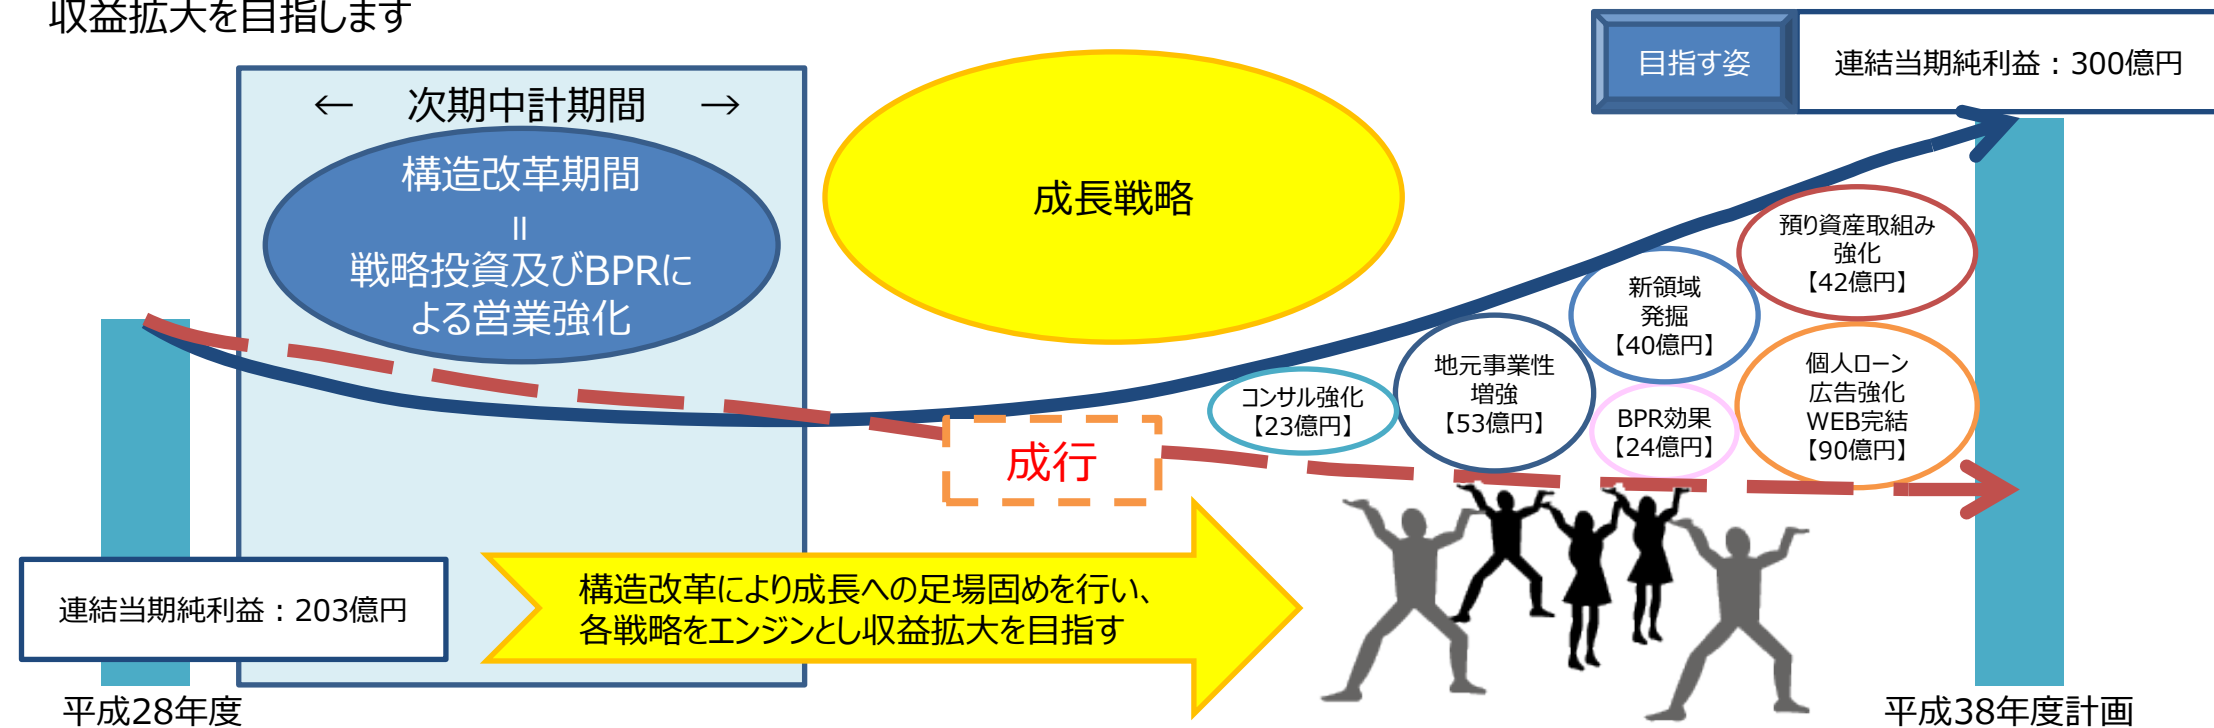 収益拡大を目指します
目指す姿
連結当期純利益：300億円
← 次期中計期間 →
構造改革期間
＝
戦略投資及びBPRに
よる営業強化
成長戦略
預り資産取組み
強化
【42億円】
新領域
発掘
【40億円】
地元事業性
増強
【53億円】
個人ローン
広告強化
WEB完結
【90億円】
コンサル強化
【23億円】
BPR効果
【24億円】
成行
構造改革により成長への足場固めを行い、
各戦略をエンジンとし収益拡大を目指す
連結当期純利益：203億円
平成28年度
平成38年度計画